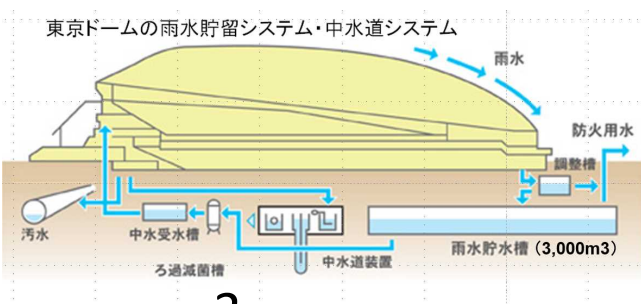 東京ドームの雨水貯留システム・中水道システム
雨水
防火用水
調整槽
汚水
中水受水槽
ろ過滅菌槽
中水道装置
雨水貯水槽（3,000m3）